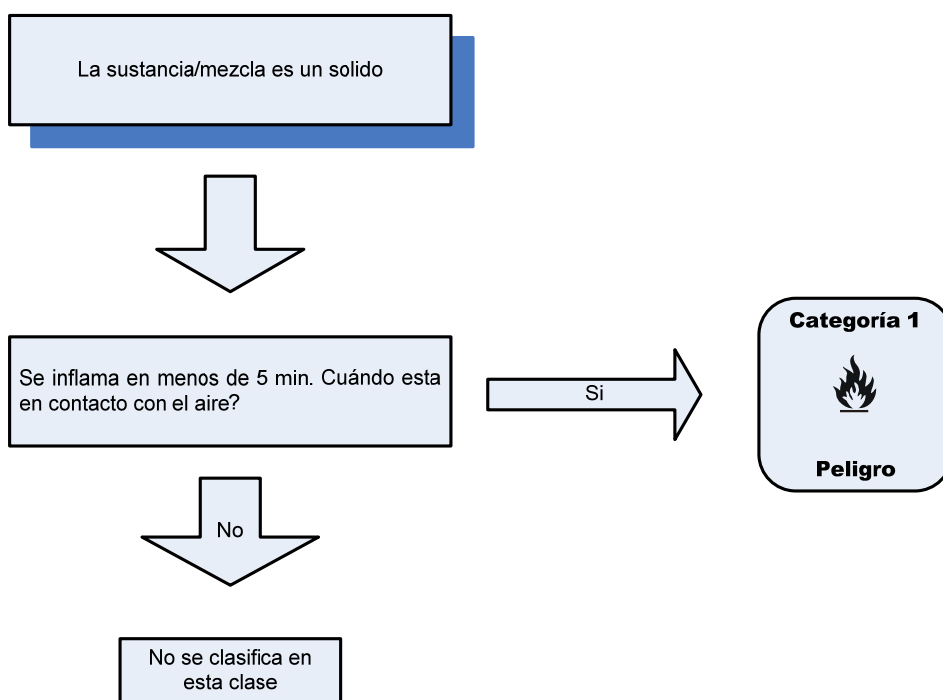 La sustancia/mezcla es un solido
Se inflama en menos de 5 min. Cuándo esta
en contacto con el aire?
Si
Categoría 1
Peligro
No
No se clasifica en
esta clase